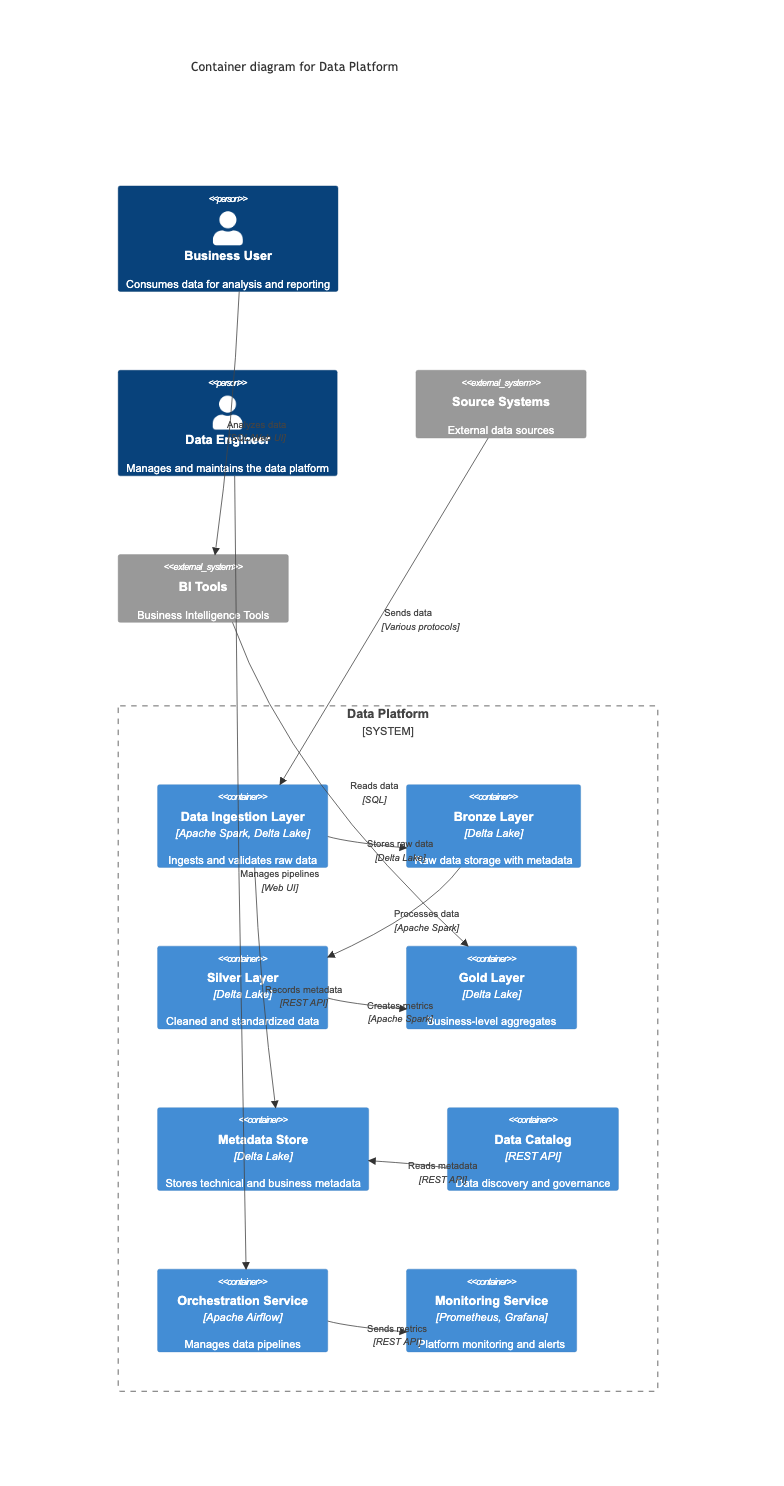 Container diagram for Data Platform
<<person>>
Business User
Consumes data for analysis and reporting
<<person>>
Data Engineer
Manages and maintains the data platform
<<external_system>>
Source Systems
External data sources
Analyzes data
<<external_system>>
BI Tools
Business Intelligence Tools
Sends data
[Various protocols]
Data Platform
[SYSTEM]
Reads data
[SQL]
<<container>>
Data Ingestion Layer
[Apache Spark, Delta Lake]
Ingests and validates raw data
Stores raw data
[Delta Lake]
<<container>>
Bronze Layer
[Delta Lake]
Raw data storage with metadata
Manages pipelines
[Web UI]
Processes data
[Apache Spark]
<<container>>
Silver Layer
[Delta Lake]
Cleaned and standardized data
Records metadata
[REST API]
Creates metrics
[Apache Spark]
<<container>>
Gold Layer
[Delta Lake]
Business-level aggregates
<<container>>
Metadata Store
[Delta Lake]
Stores technical and business metadata
Reads metadata
[REST API]
<<container>>
Data Catalog
[REST API]
Data discovery and governance
<<container>>
Orchestration Service
[Apache Airflow]
Manages data pipelines
Sends metrics
[REST API]
<<container>>
Monitoring Service
[Prometheus, Grafana]
Platform monitoring and alerts